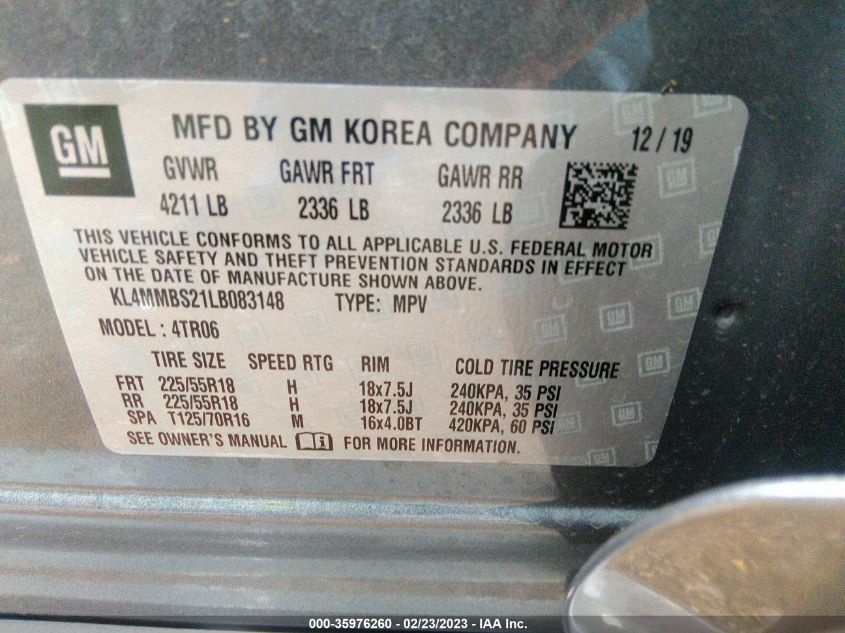 GM
MFD BY GM KOREA COMPANY 12 / 19
GVWR GAWR FRT GAWR RR
4211 LB 2336 LB 2336 LB
THIS VEHICLE CONFORMS TO ALL APPLICABLE U.S. FEDERAL MOTOR
VEHICLE SAFETY AND THEFT PREVENTION STANDARDS IN EFFECT
ON THE DATE OF MANUFACTURE SHOWN ABOVE.
KL4MMBS21LB083148 TYPE: MPV
MODEL : 4TR06
TIRE SIZE SPEED RTG RIM COLD TIRE PRESSURE
FRT 225/55R18 H 18x7.5J 240KPA, 35 PSI
RR 225/55R18 H 18x7.5J 240KPA, 35 PSI
SPA T125/70R16 M 16x4.0BT 420KPA, 60 PSI
SEE OWNER'S MANUAL FOR MORE INFORMATION.
000-35976260 - 02/23/2023 - IAA Inc.